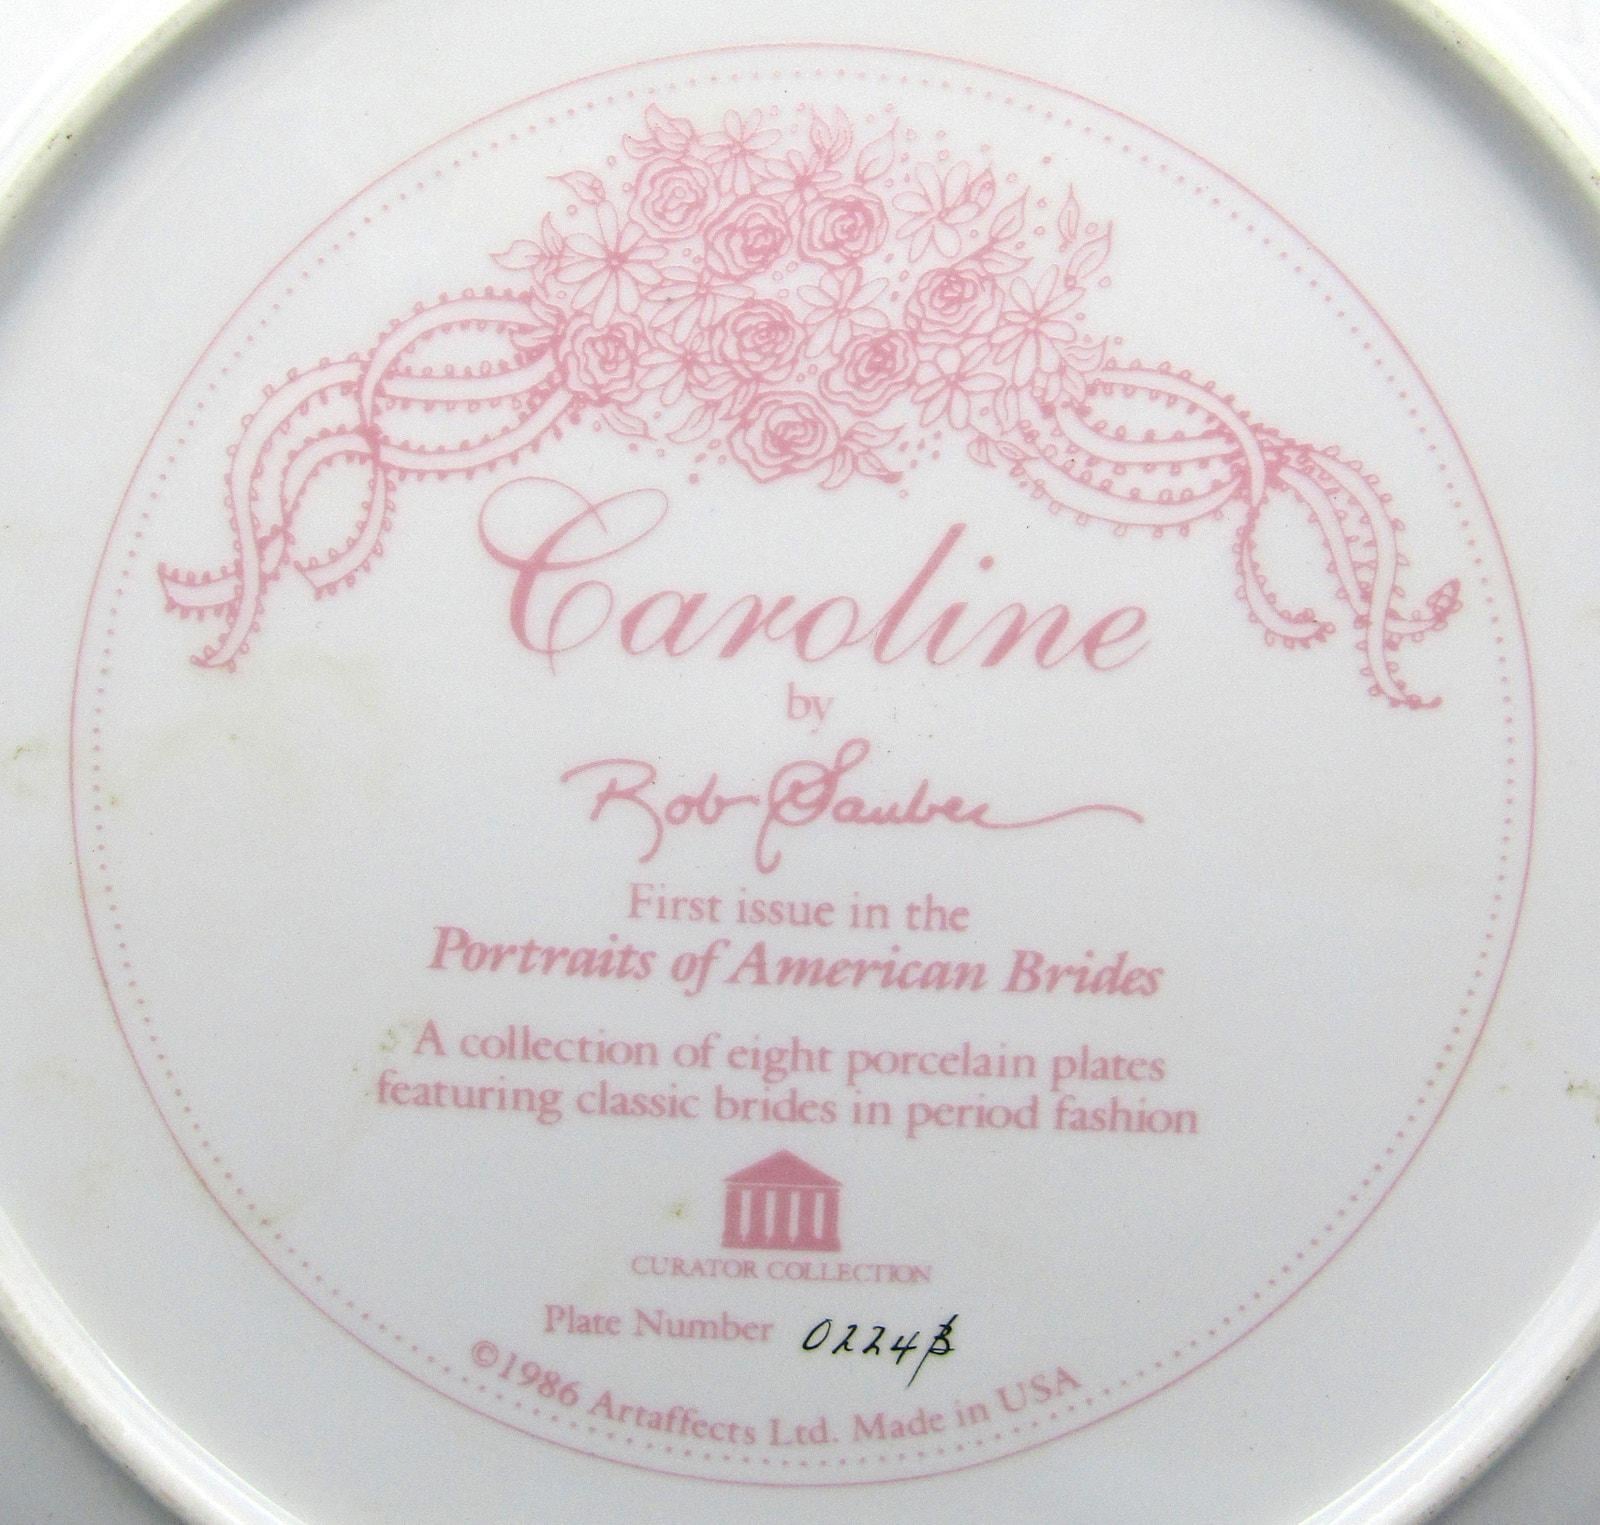 Caroline
by
Rob Sauber
First issue in the
Portraits of American Brides
A collection of eight porcelain plates
featuring classic brides in period fashion
CURATOR COLLECTION
Plate Number 0224B
©1986 Artaffects Ltd. Made in USA